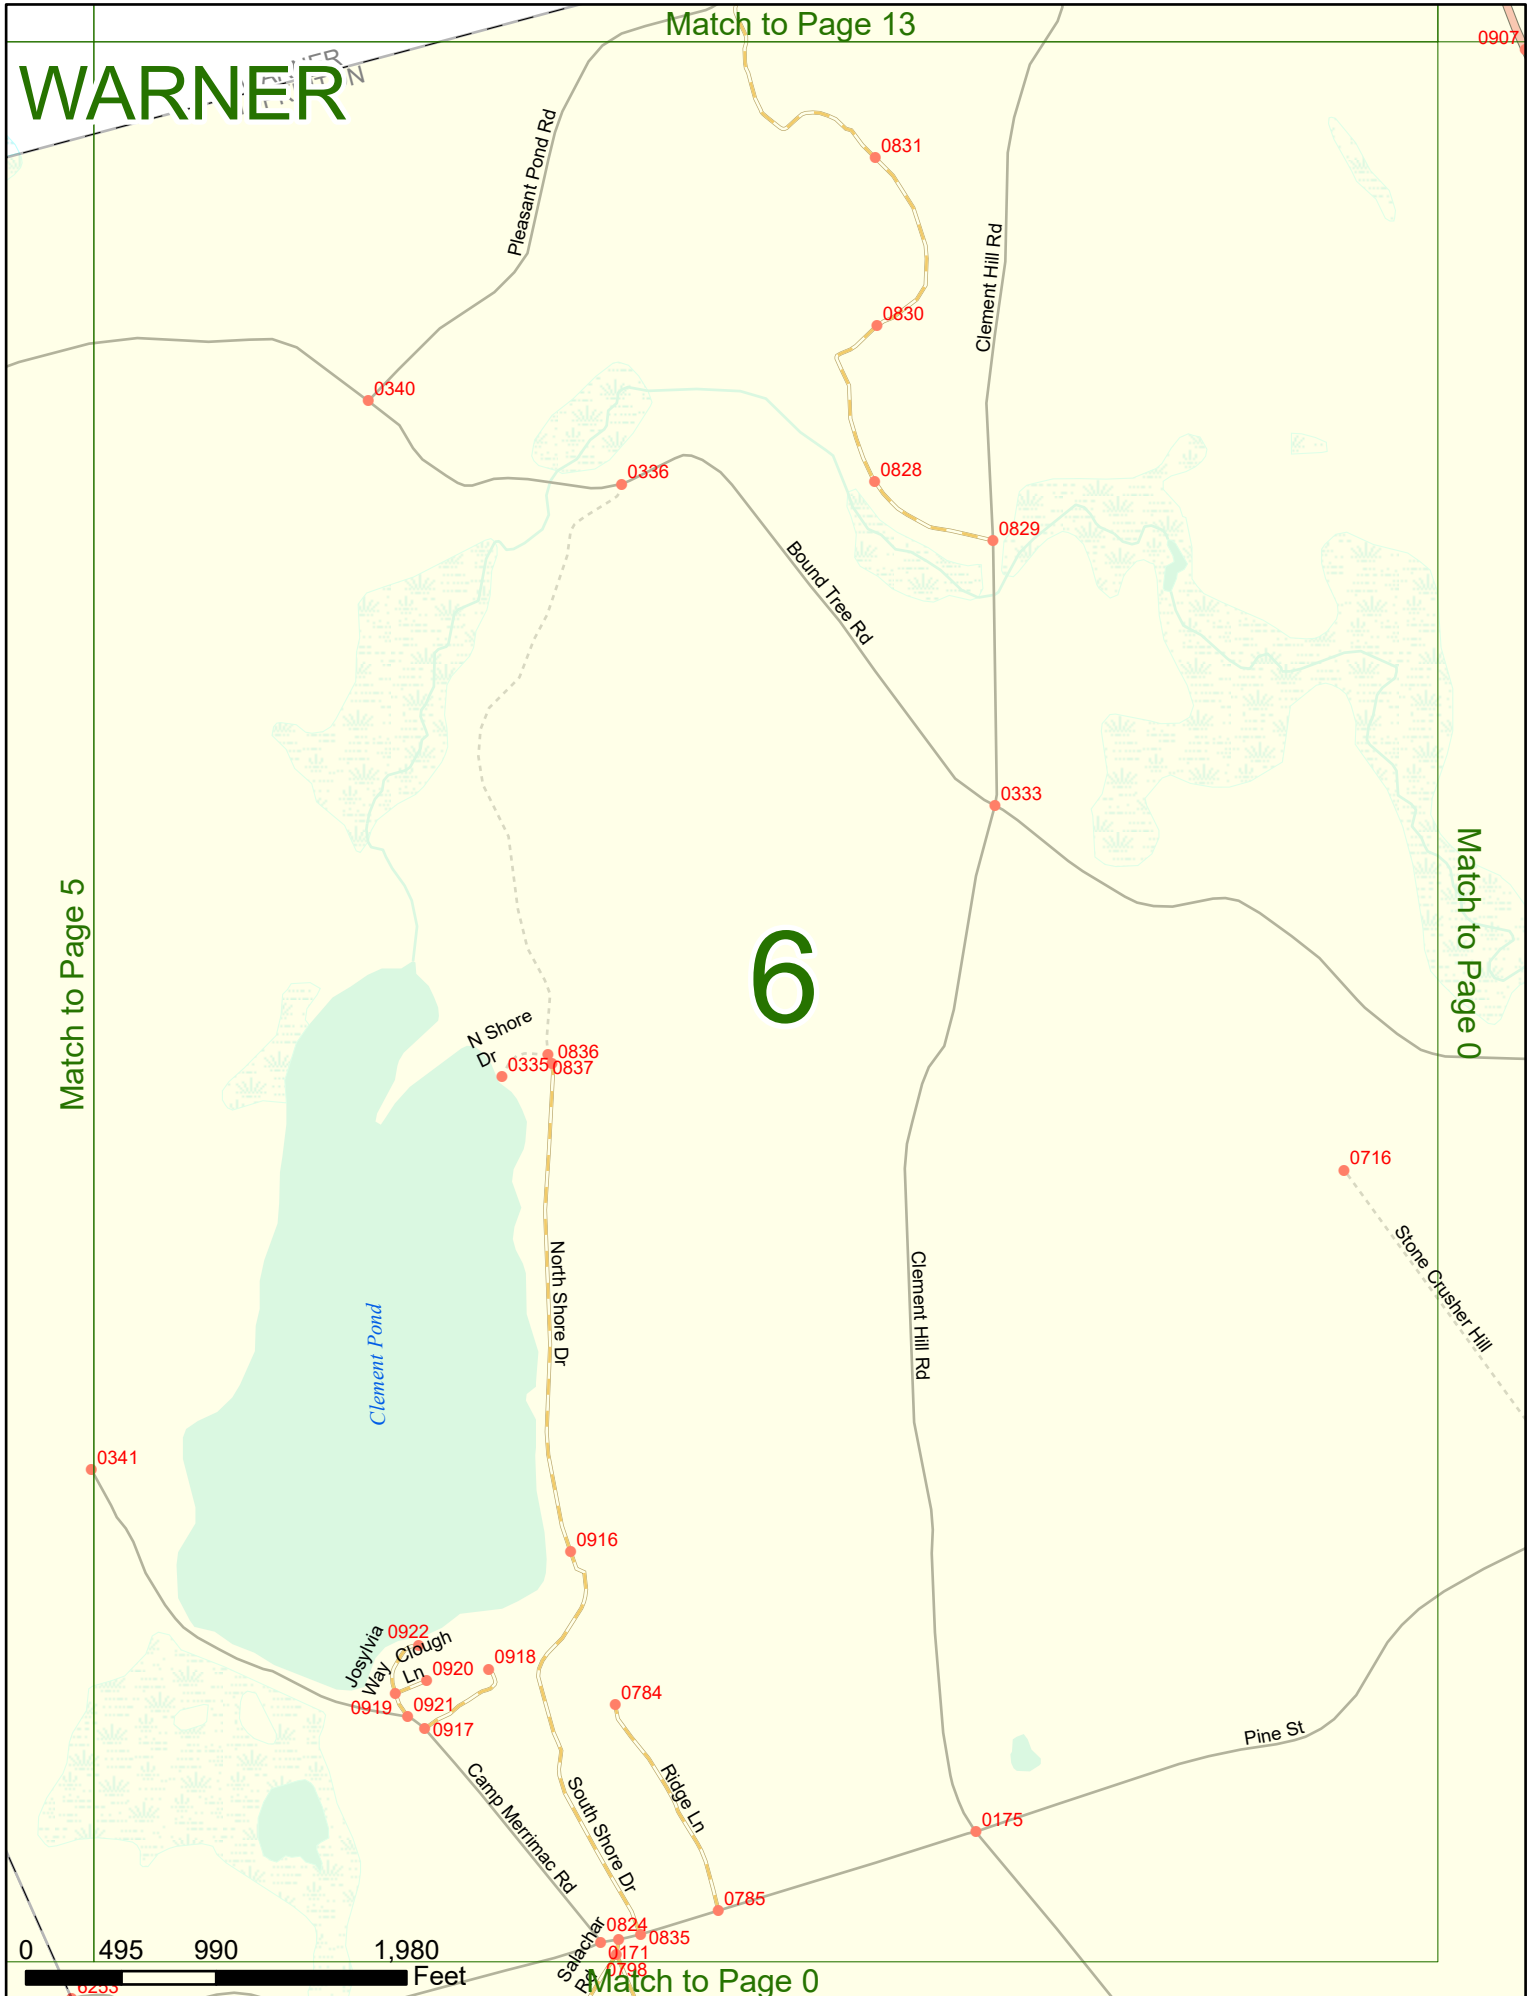 Match to Page 13
0907
WARNER
Pleasant Pond Rd
0831
Clement Hill Rd
0830
0340
0336
0828
0829
Bound Tree Rd
0333
Match to Page 5
6
Match to Page 0
N Shore
Dr
0335
0836
0837
0716
Stone Crusher Hill
North Shore Dr
Clement Hill Rd
Clement Pond
0341
0916
0922
Josylvia
Way
Clough
Ln
0920
0918
0919
0921
0917
0784
Ridge Ln
Pine St
Camp Merrimac Rd
South Shore Dr
0175
0785
0824
0835
0171
0798
Salachar
Rd
0 495 990 1,980
Feet
6253
Match to Page 0